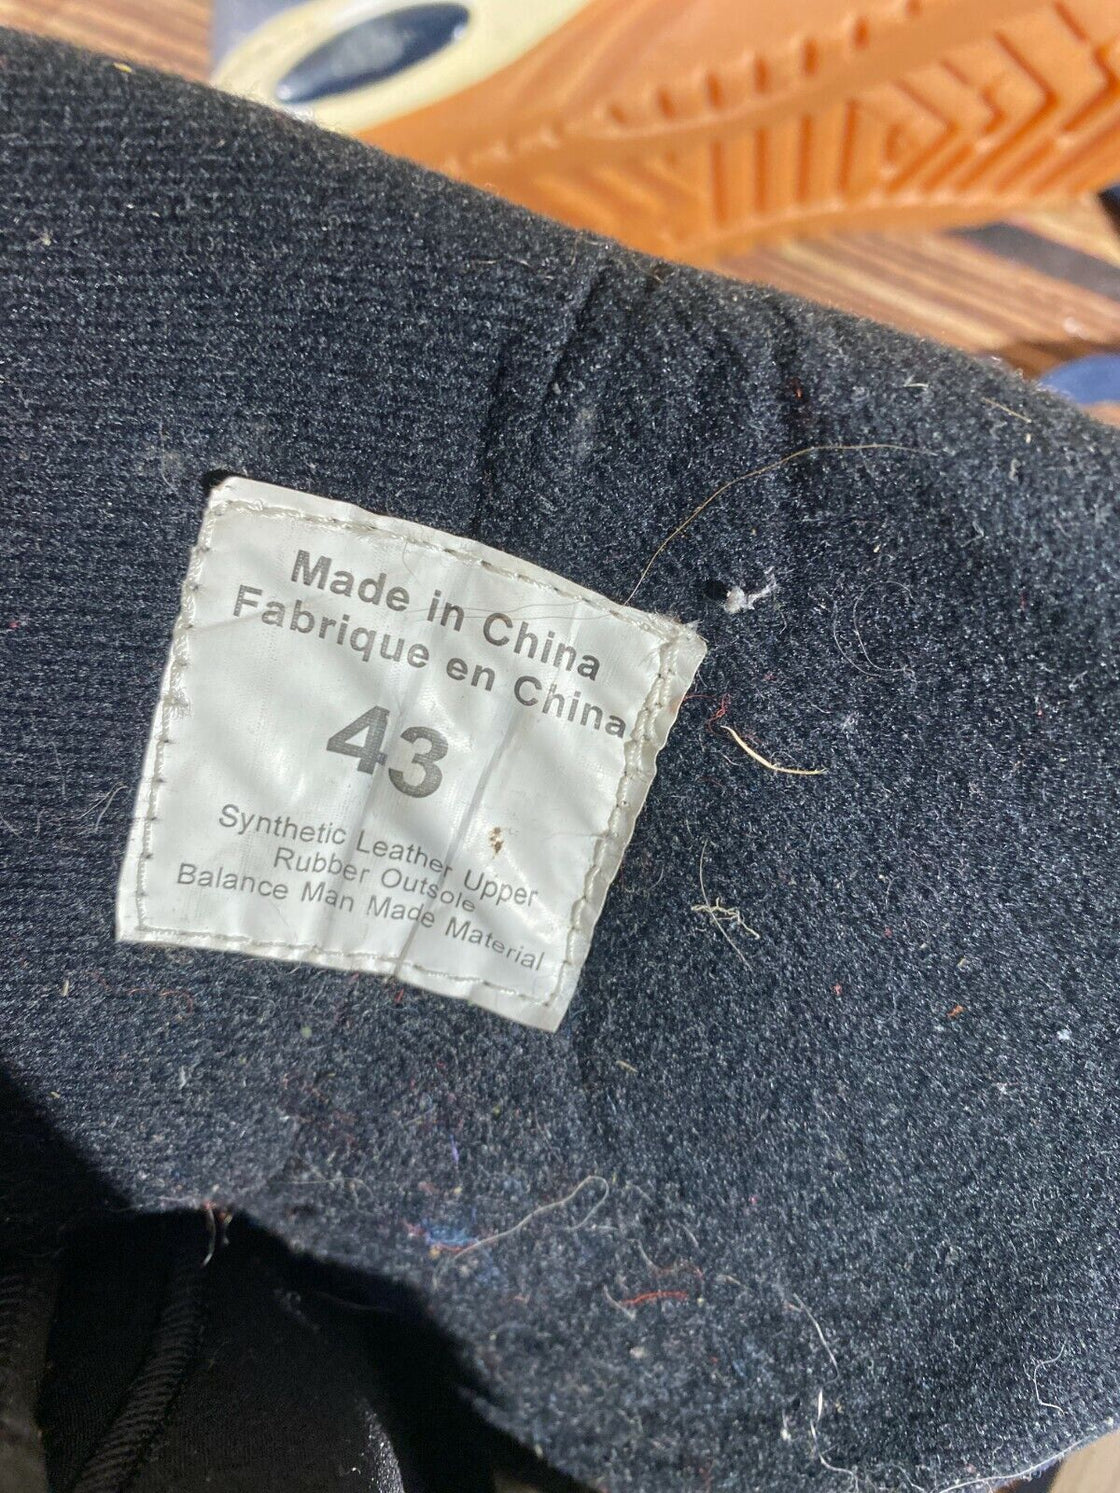 Made in China
Fabrique en China
43
Synthetic Leather Upper
Rubber Outsole
Balance Man Made Material